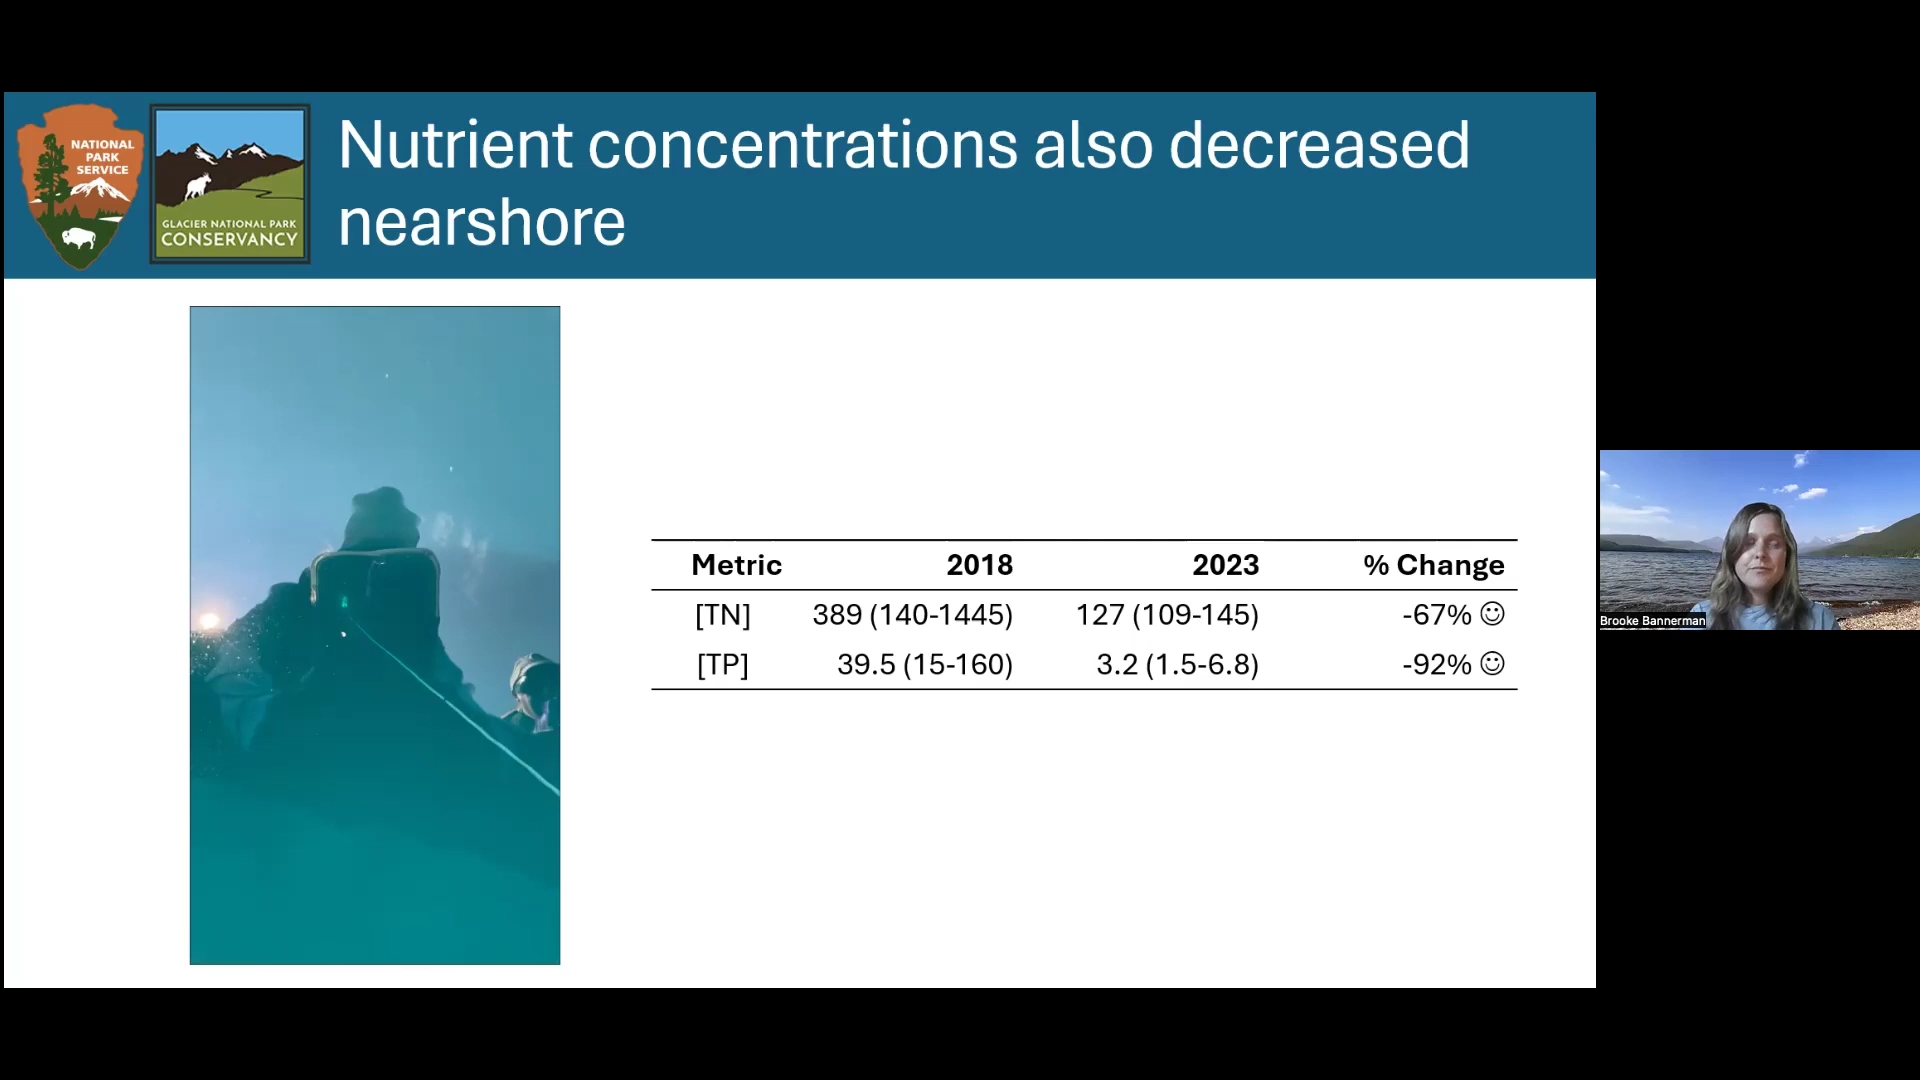 NATIONAL
PARK
SERVICE
GLACIER NATIONAL PARK
CONSERVANCY
Nutrient concentrations also decreased
nearshore
Metric 2018 2023 % Change
[TN] 389 (140-1445) 127 (109-145) -67% ☺
[TP] 39.5 (15-160) 3.2 (1.5-6.8) -92% ☺
Brooke Bannerman